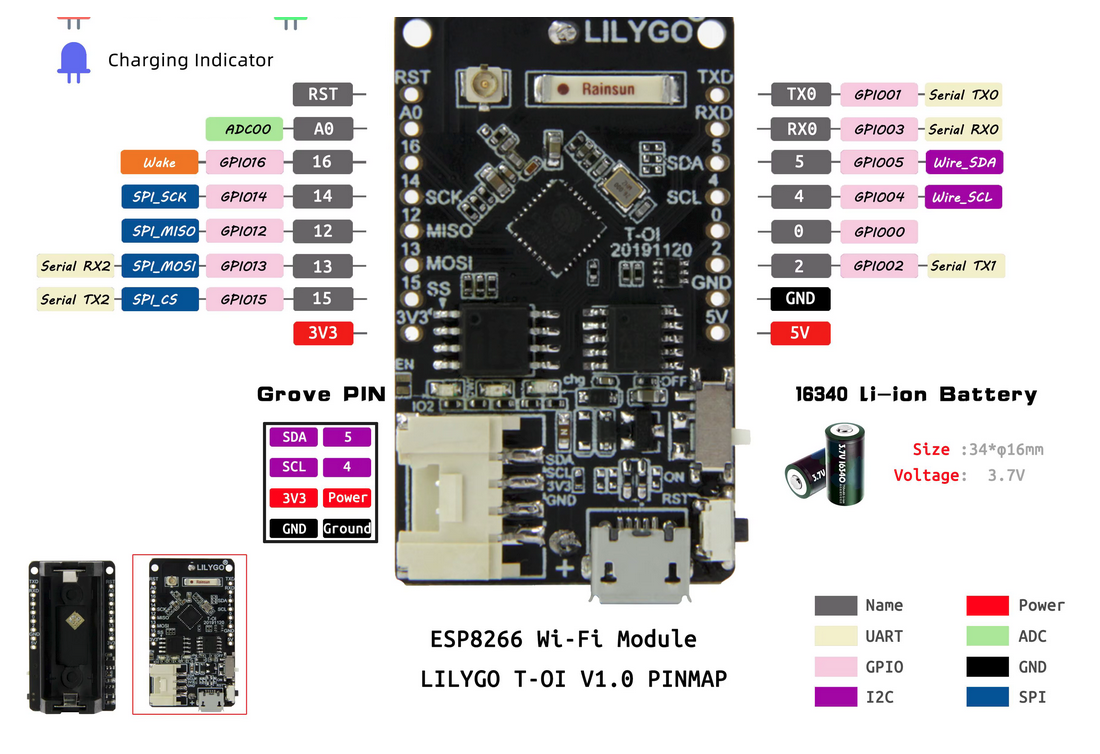 Charging Indicator
RST
ADC00 A0
Wake GPIO16 16
SPI_SCK GPIO14 14
SPI_MISO GPIO12 12
Serial RX2 SPI_MOSI GPIO13 13
Serial TX2 SPI_CS GPIO15 15
3V3
LILYGO®
RST
TXD
Rainsun
A0
RXD
16
5
SDA
14
4
SCK
SCL
12
0
MISO
T-OI
20191120
13
2
MOSI
15
GND
SS
3V3
5V
EN
chg
OFF
IO2
SDA
SCL
3V3
GND
ON
RST
+
TX0 GPIO01 Serial TX0
RX0 GPIO03 Serial RX0
5 GPIO05 Wire_SDA
4 GPIO04 Wire_SCL
0 GPIO00
2 GPIO02 Serial TX1
GND
5V
Grove PIN
SDA 5
SCL 4
3V3 Power
GND Ground
16340 li-ion Battery
3.7V
3.7V 16340
Size :34*φ16mm
Voltage: 3.7V
LILYGO
T-OI
20191120
ESP8266 Wi-Fi Module
LILYGO T-OI V1.0 PINMAP
Name Power
UART ADC
GPIO GND
I2C SPI